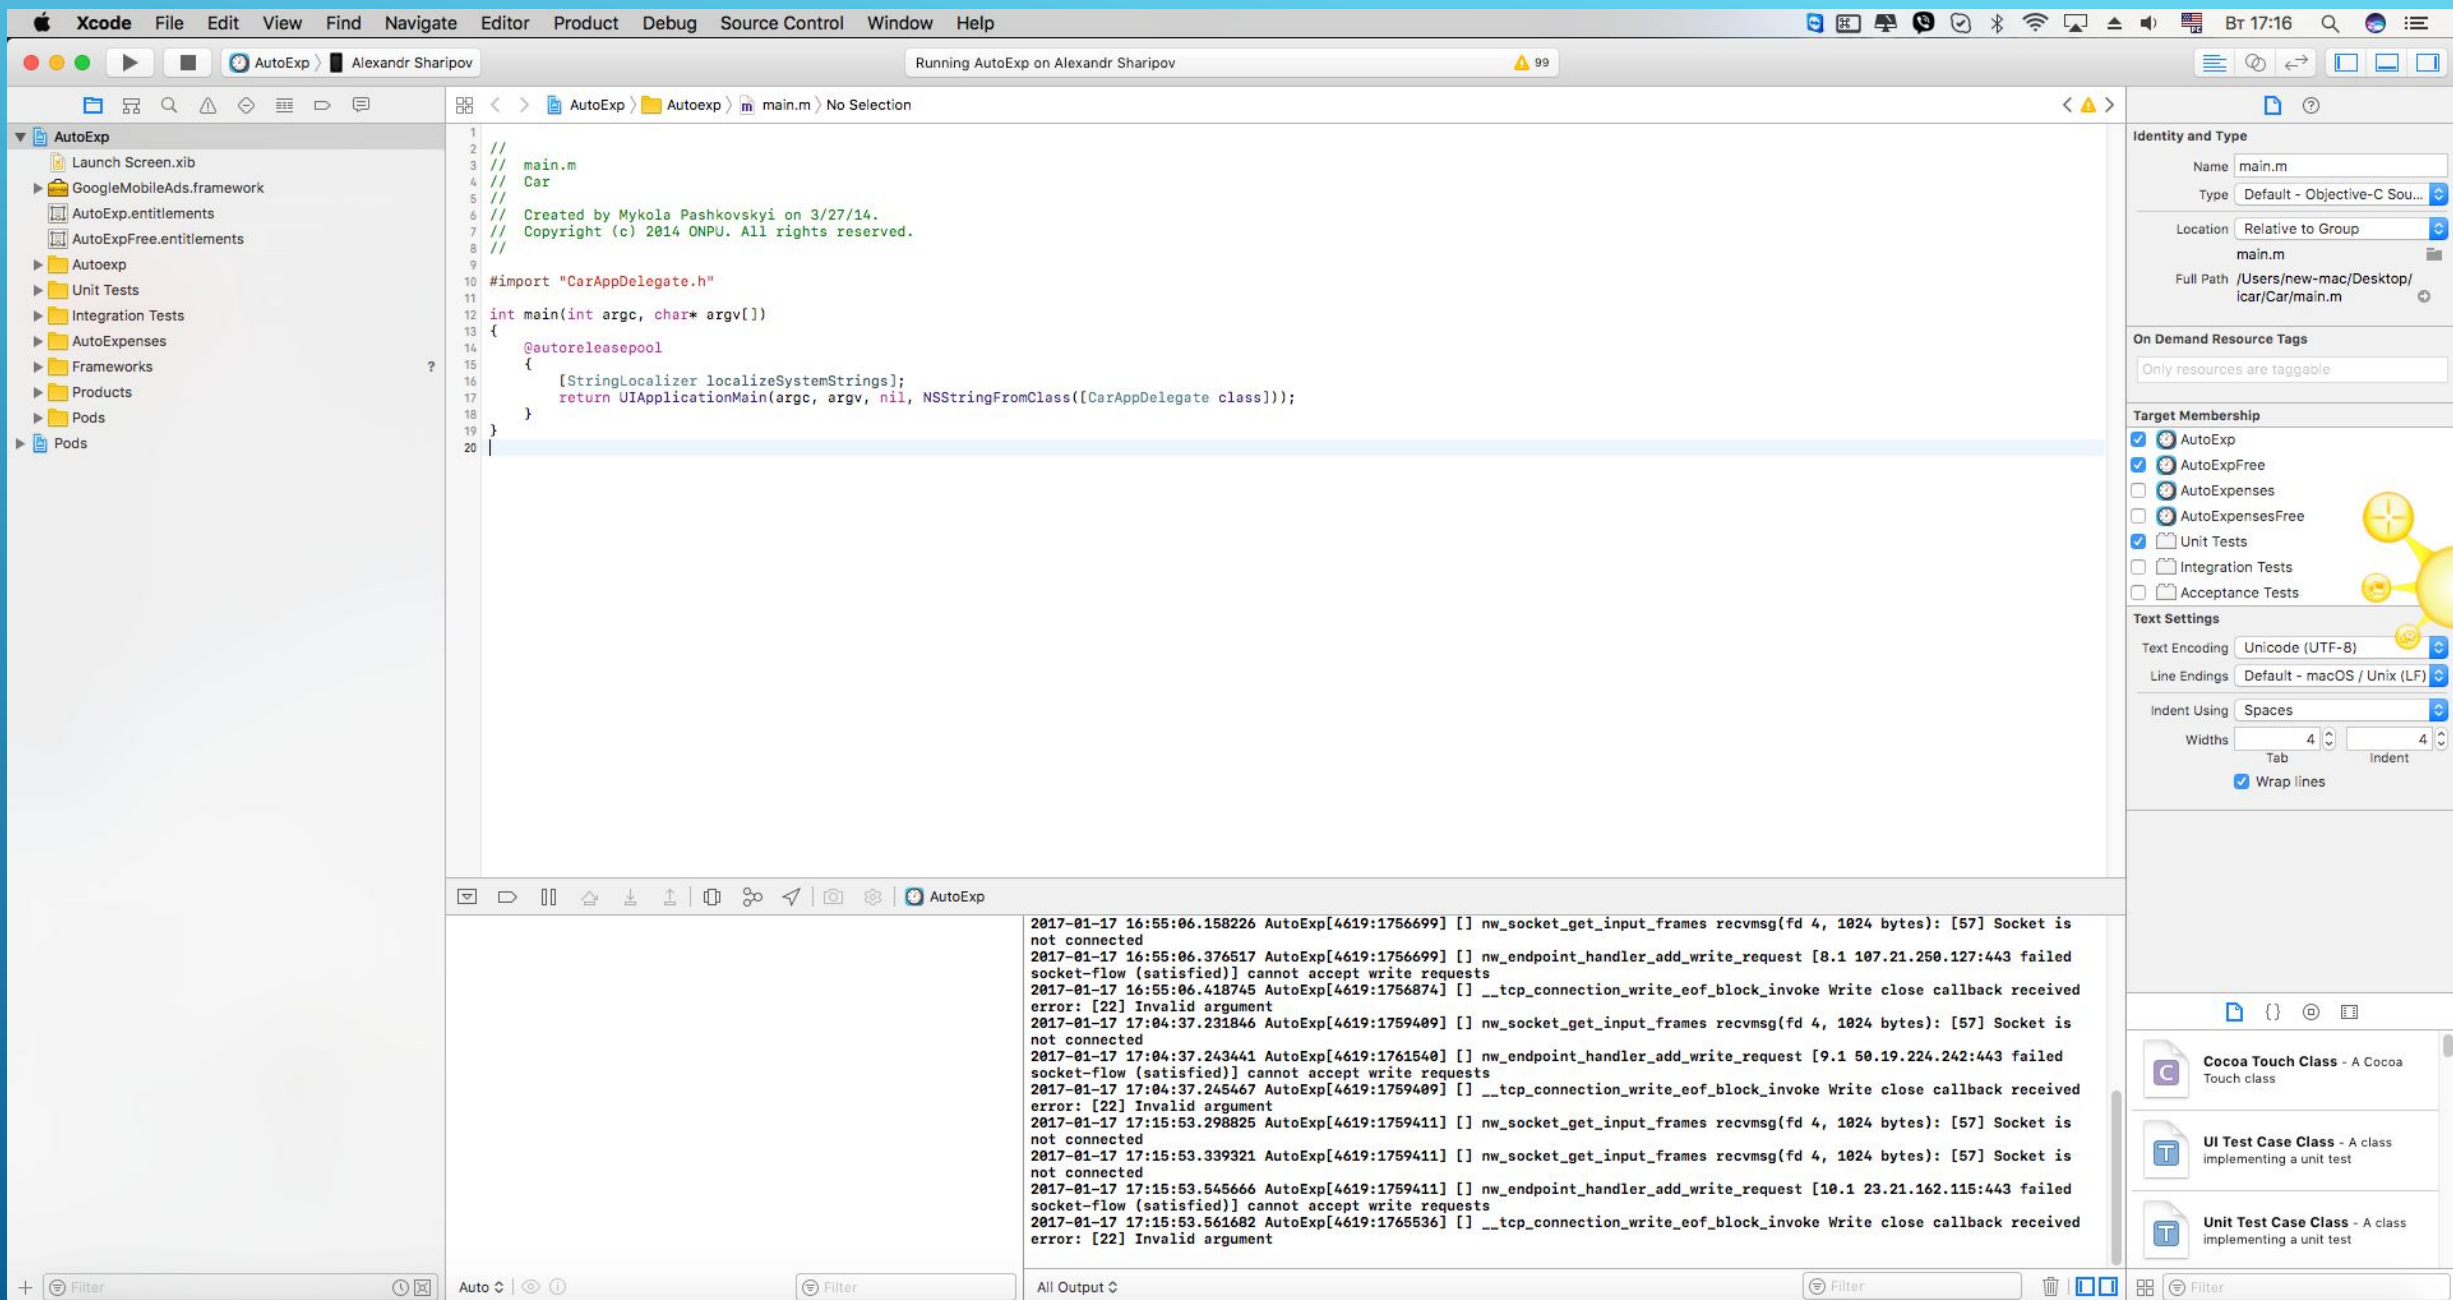 Xcode File Edit View Find Navigate Editor Product Debug Source Control Window Help
Вт 17:16
AutoExp Alexandr Sharipov
Running AutoExp on Alexandr Sharipov
99
AutoExp
Launch Screen.xib
GoogleMobileAds.framework
AutoExp.entitlements
AutoExpFree.entitlements
Autoexp
Unit Tests
Integration Tests
AutoExpenses
Frameworks ?
Products
Pods
Pods
Filter
AutoExp Autoexp m main.m No Selection
1
2 //
3 // main.m
4 // Car
5 //
6 // Created by Mykola Pashkovskyi on 3/27/14.
7 // Copyright (c) 2014 ONPU. All rights reserved.
8 //
9
10 #import "CarAppDelegate.h"
11
12 int main(int argc, char* argv[])
13 {
14 @autoreleasepool
15 {
16 [StringLocalizer localizeSystemStrings];
17 return UIApplicationMain(argc, argv, nil, NSStringFromClass([CarAppDelegate class]));
18 }
19 }
20
AutoExp
2017-01-17 16:55:06.158226 AutoExp[4619:1756699] [] nw_socket_get_input_frames recvmsg(fd 4, 1024 bytes): [57] Socket is
not connected
2017-01-17 16:55:06.376517 AutoExp[4619:1756699] [] nw_endpoint_handler_add_write_request [8.1 107.21.250.127:443 failed
socket-flow (satisfied)] cannot accept write requests
2017-01-17 16:55:06.418745 AutoExp[4619:1756874] [] __tcp_connection_write_eof_block_invoke Write close callback received
error: [22] Invalid argument
2017-01-17 17:04:37.231846 AutoExp[4619:1759409] [] nw_socket_get_input_frames recvmsg(fd 4, 1024 bytes): [57] Socket is
not connected
2017-01-17 17:04:37.243441 AutoExp[4619:1761540] [] nw_endpoint_handler_add_write_request [9.1 50.19.224.242:443 failed
socket-flow (satisfied)] cannot accept write requests
2017-01-17 17:04:37.245467 AutoExp[4619:1759409] [] __tcp_connection_write_eof_block_invoke Write close callback received
error: [22] Invalid argument
2017-01-17 17:15:53.298825 AutoExp[4619:1759411] [] nw_socket_get_input_frames recvmsg(fd 4, 1024 bytes): [57] Socket is
not connected
2017-01-17 17:15:53.339321 AutoExp[4619:1759411] [] nw_socket_get_input_frames recvmsg(fd 4, 1024 bytes): [57] Socket is
not connected
2017-01-17 17:15:53.545666 AutoExp[4619:1759411] [] nw_endpoint_handler_add_write_request [10.1 23.21.162.115:443 failed
socket-flow (satisfied)] cannot accept write requests
2017-01-17 17:15:53.561682 AutoExp[4619:1765536] [] __tcp_connection_write_eof_block_invoke Write close callback received
error: [22] Invalid argument
Auto
Filter
All Output
Filter
Identity and Type
Name main.m
Type Default - Objective-C Sou...
Location Relative to Group
main.m
Full Path /Users/new-mac/Desktop/
icar/Car/main.m
On Demand Resource Tags
Only resources are taggable
Target Membership
AutoExp
AutoExpFree
AutoExpenses
AutoExpensesFree
Unit Tests
Integration Tests
Acceptance Tests
Text Settings
Text Encoding Unicode (UTF-8)
Line Endings Default - macOS / Unix (LF)
Indent Using Spaces
Widths 4 4
Tab Indent
Wrap lines
{}
C
Cocoa Touch Class - A Cocoa
Touch class
T
UI Test Case Class - A class
implementing a unit test
T
Unit Test Case Class - A class
implementing a unit test
Filter